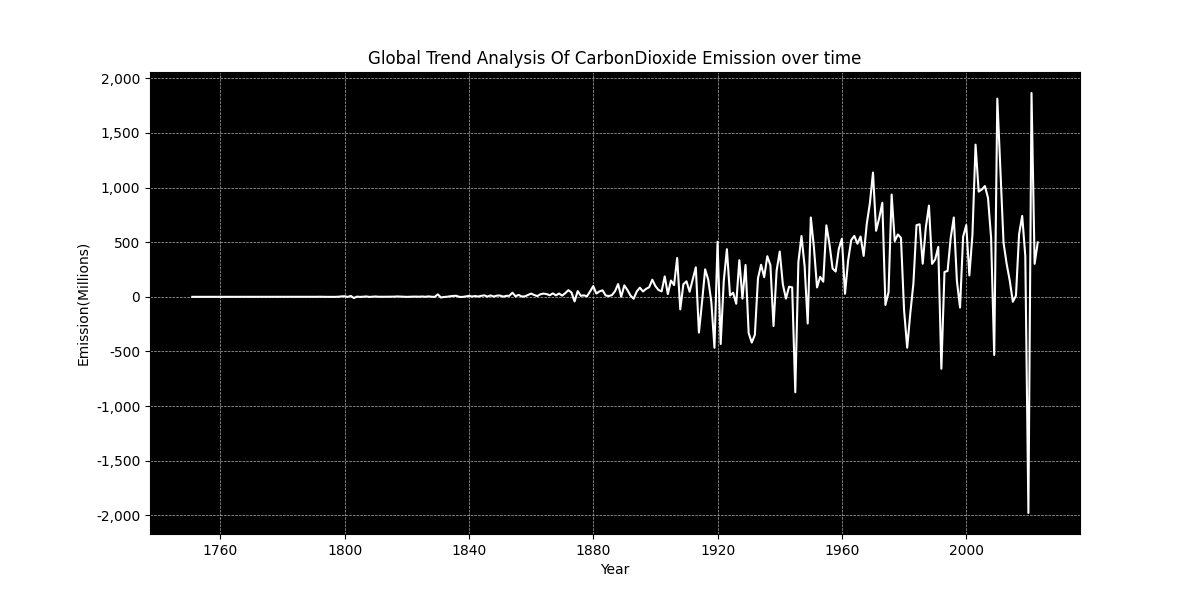 Global Trend Analysis Of CarbonDioxide Emission over time
2,000
1,500
1,000
500
0
-500
-1,000
-1,500
-2,000
Emission(Millions)
1760 1800 1840 1880 1920 1960 2000
Year